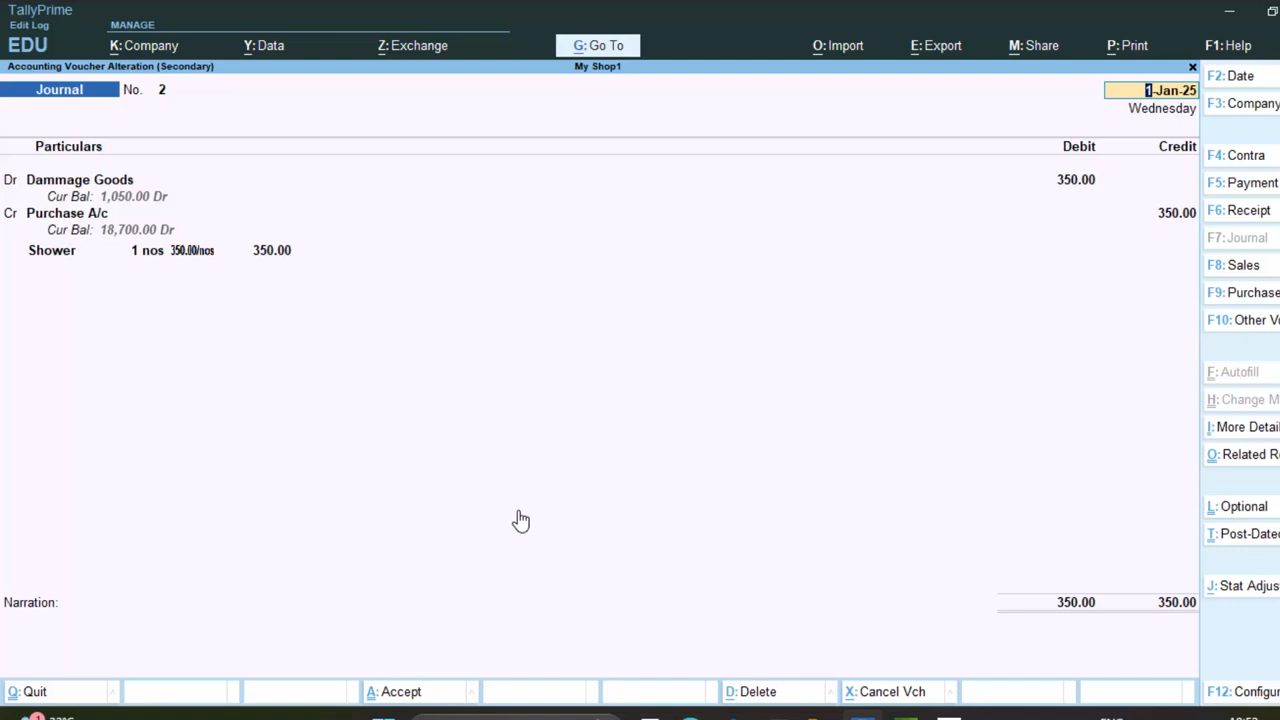 TallyPrime
Edit Log
MANAGE
EDU K: Company Y: Data Z: Exchange G: Go To O: Import E: Export M: Share P: Print F1: Help
Accounting Voucher Alteration (Secondary) My Shop1
Journal No. 2 1-Jan-25
Wednesday
Particulars Debit Credit
Dr Dammage Goods 350.00
Cur Bal: 1,050.00 Dr
Cr Purchase A/c 350.00
Cur Bal: 18,700.00 Dr
Shower 1 nos 350.00/nos 350.00
Narration: 350.00 350.00
Q: Quit A: Accept D: Delete X: Cancel Vch F12: Configur
F2: Date
F3: Company
F4: Contra
F5: Payment
F6: Receipt
F7: Journal
F8: Sales
F9: Purchase
F10: Other Vo
F: Autofill
H: Change M
I: More Detai
O: Related Re
L: Optional
T: Post-Dated
J: Stat Adjus